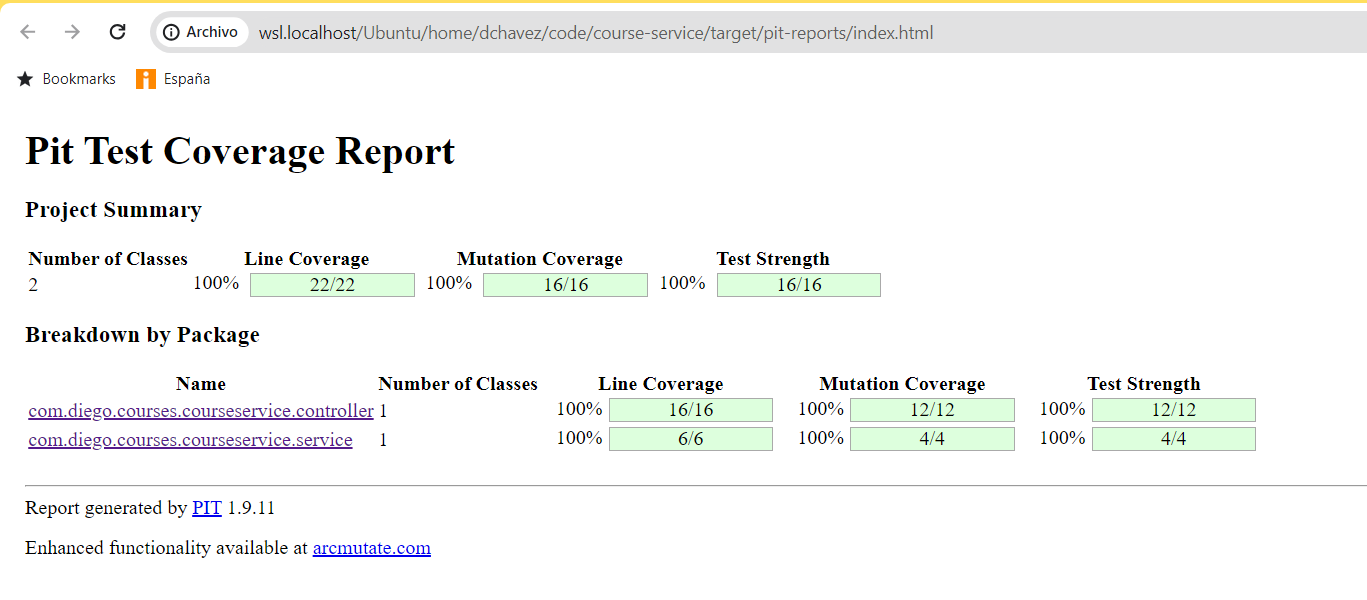 Archivo wsl.localhost/Ubuntu/home/dchavez/code/course-service/target/pit-reports/index.html
Bookmarks España
Pit Test Coverage Report
Project Summary
Number of Classes Line Coverage Mutation Coverage Test Strength
2 100% 22/22 100% 16/16 100% 16/16
Breakdown by Package
Name Number of Classes Line Coverage Mutation Coverage Test Strength
com.diego.courses.courseservice.controller 1 100% 16/16 100% 12/12 100% 12/12
com.diego.courses.courseservice.service 1 100% 6/6 100% 4/4 100% 4/4
Report generated by PIT 1.9.11
Enhanced functionality available at arcmutate.com